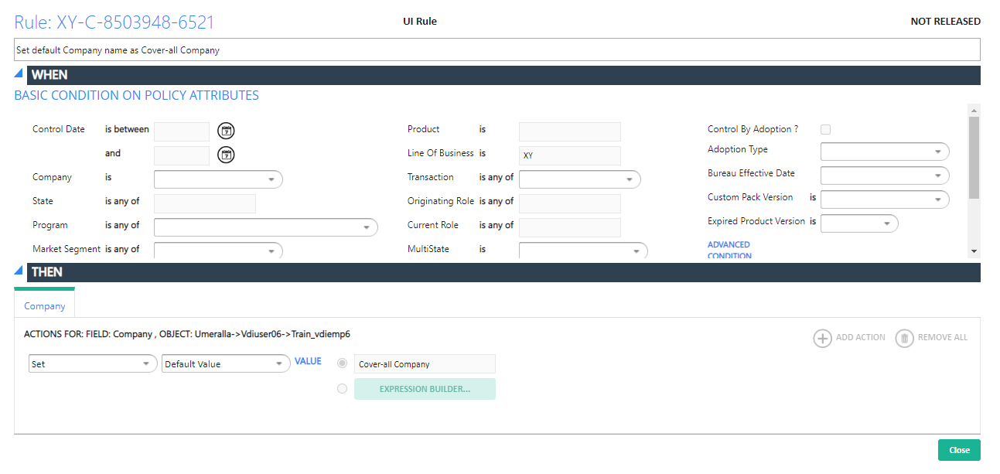 Rule: XY-C-8503948-6521 UI Rule NOT RELEASED
Set default Company name as Cover-all Company
WHEN
BASIC CONDITION ON POLICY ATTRIBUTES
Control Date is between 7 Product is Control By Adoption ?
and 7 Line Of Business is XY Adoption Type
Company is Transaction is any of Bureau Effective Date
State is any of Originating Role is any of Custom Pack Version is
Program is any of Current Role is any of Expired Product Version is
Market Segment is any of MultiState is ADVANCED
CONDITION
THEN
Company
ACTIONS FOR: FIELD: Company , OBJECT: Umeralla->Vdiuser06->Train_vdiemp6 ADD ACTION REMOVE ALL
Set Default Value VALUE Cover-all Company
EXPRESSION BUILDER...
Close